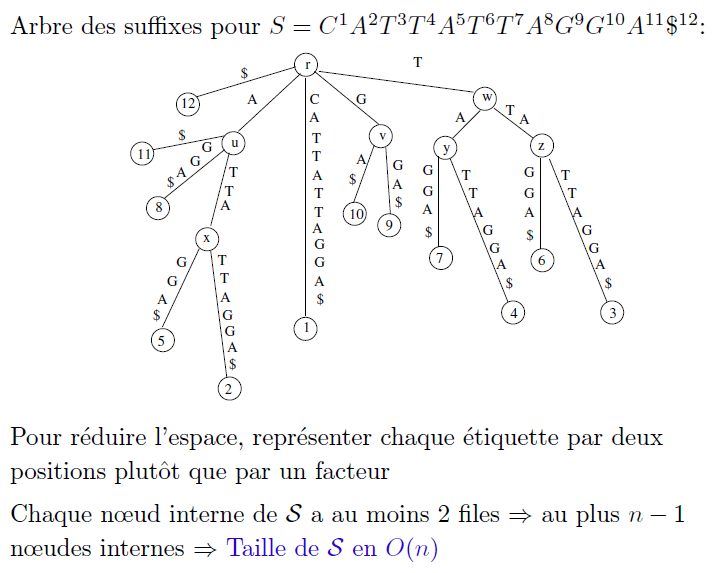 Arbre des suffixes pour S = C¹A²T³T⁴A⁵T⁶T⁷A⁸G⁹G¹⁰A¹¹$¹²:
r
$
12
A
u
$
11
G G A $
8
T T A
x
G G A $
5
T T A G G A $
2
C A T T A T T A G G A $
1
G
v
A $
10
G A $
9
T
w
A
y
G G A $
7
T T A G G A $
4
T A
z
G G A $
6
T T A G G A $
3
Pour réduire l'espace, représenter chaque étiquette par deux
positions plutôt que par un facteur
Chaque nœud interne de S a au moins 2 files ⇒ au plus n − 1
nœudes internes ⇒ Taille de S en O(n)